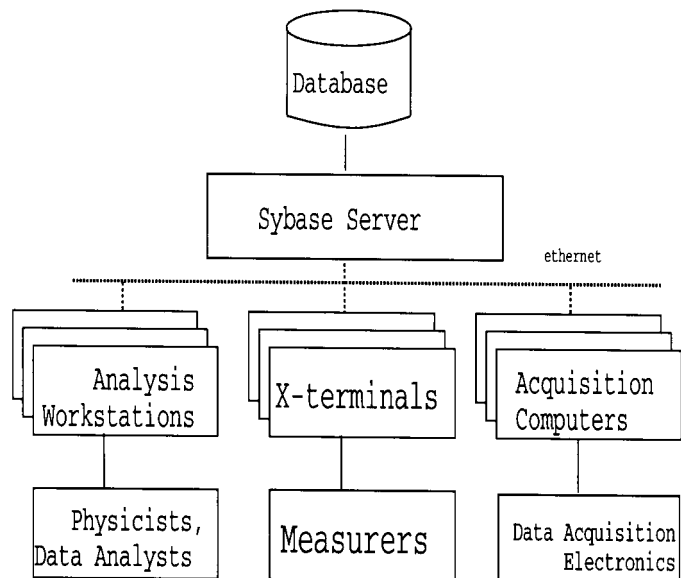 Database
Sybase Server
ethernet
Analysis
Workstations
X-terminals
Acquisition
Computers
Physicists,
Data Analysts
Measurers
Data Acquisition
Electronics